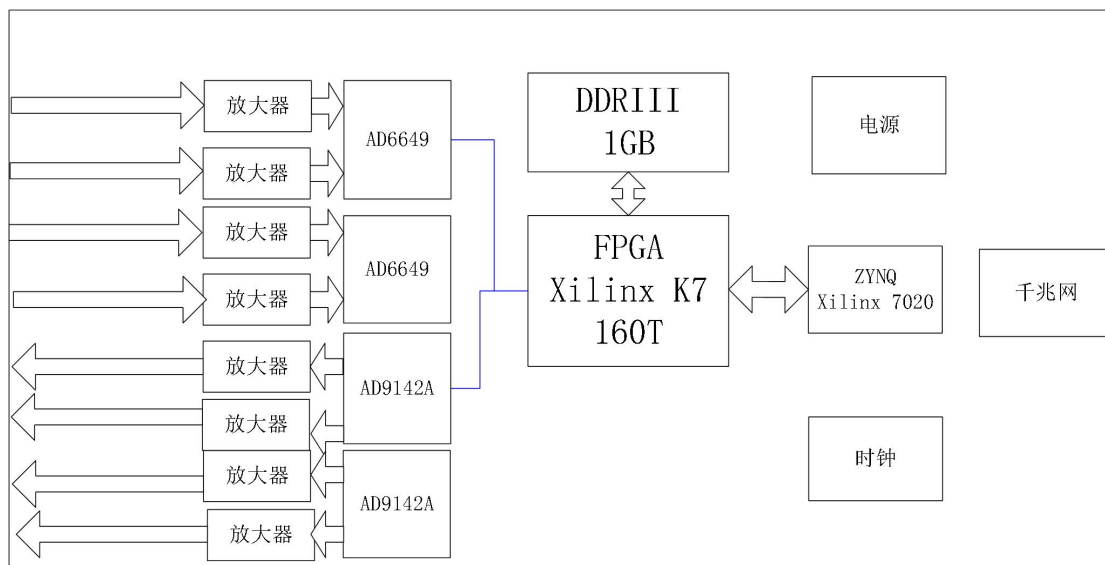 放大器
放大器
放大器
放大器
放大器
放大器
放大器
放大器
AD6649
AD6649
AD9142A
AD9142A
DDRIII
1GB
FPGA
Xilinx K7
160T
电源
ZYNQ
Xilinx 7020
千兆网
时钟